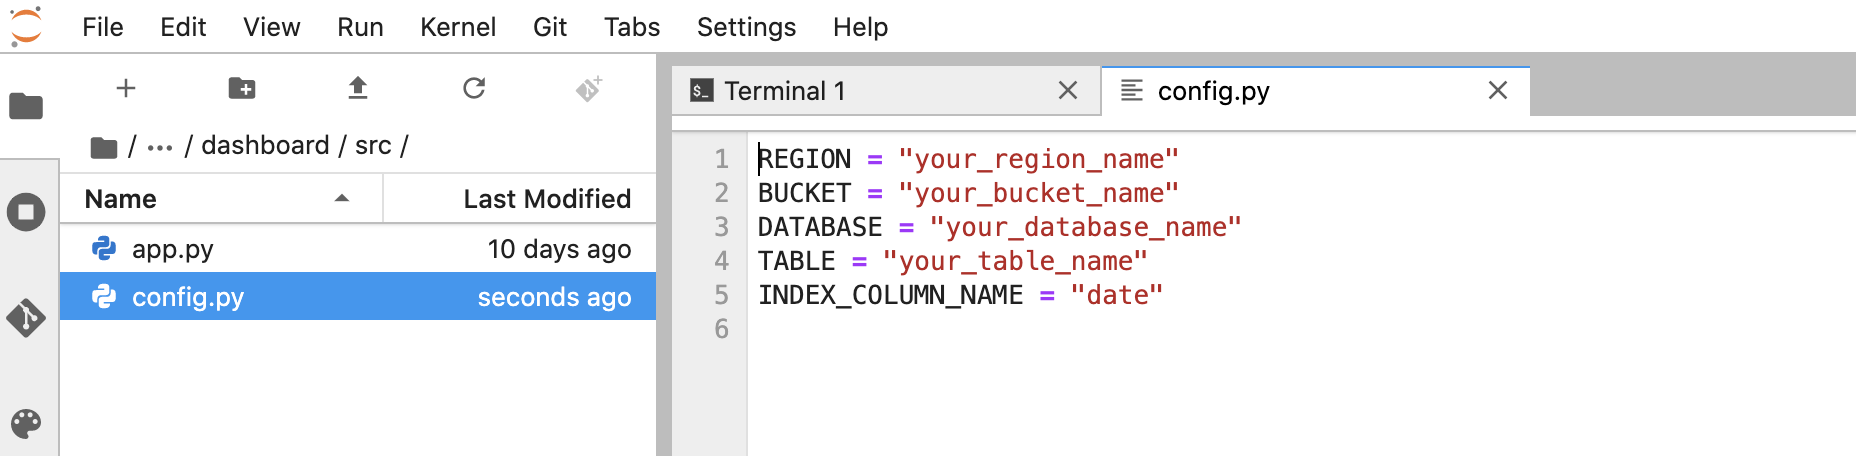 File Edit View Run Kernel Git Tabs Settings Help
/ ... / dashboard / src /
Name Last Modified
app.py 10 days ago
config.py seconds ago
$_ Terminal 1 config.py
1 REGION = "your_region_name"
2 BUCKET = "your_bucket_name"
3 DATABASE = "your_database_name"
4 TABLE = "your_table_name"
5 INDEX_COLUMN_NAME = "date"
6